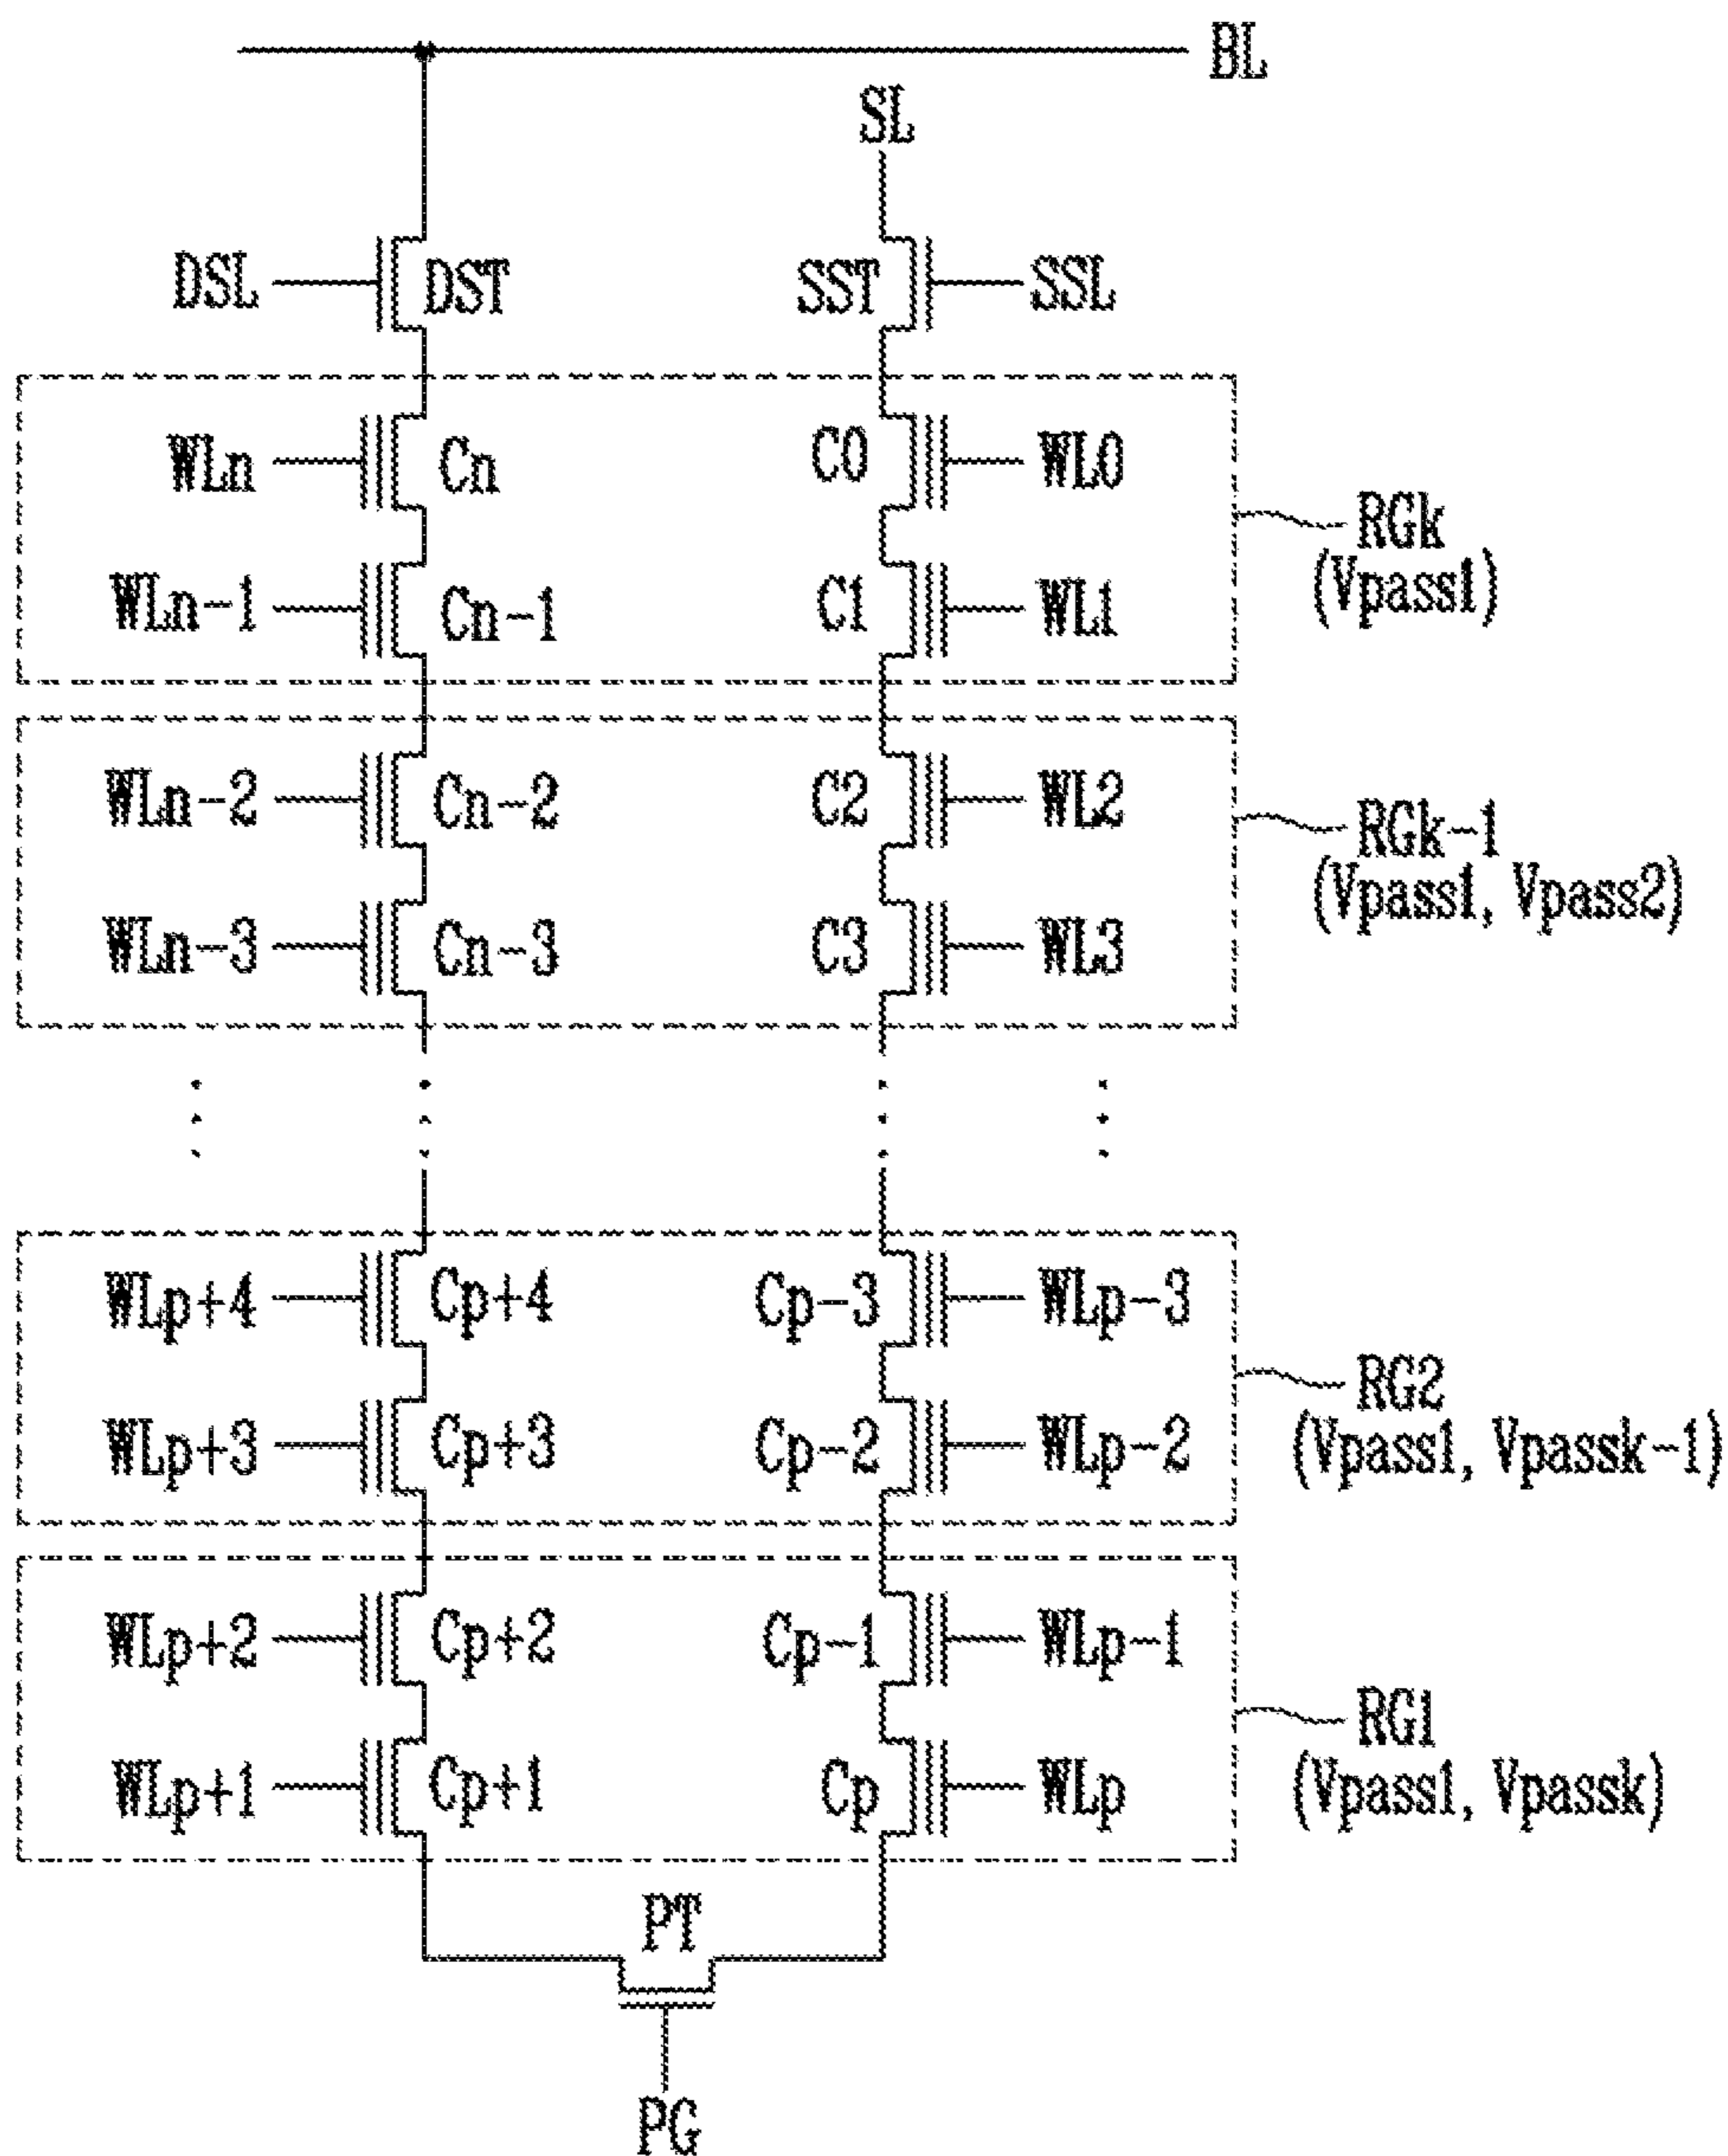 BL
SL
DSL DST SST SSL
WLn Cn C0 WL0
RGk
(Vpass1)
WLn-1 Cn-1 C1 WL1
WLn-2 Cn-2 C2 WL2
RGk-1
(Vpass1, Vpass2)
WLn-3 Cn-3 C3 WL3
WLp+4 Cp+4 Cp-3 WLp-3
RG2
(Vpass1, Vpassk-1)
WLp+3 Cp+3 Cp-2 WLp-2
WLp+2 Cp+2 Cp-1 WLp-1
RG1
(Vpass1, Vpassk)
WLp+1 Cp+1 Cp WLp
PT
PG